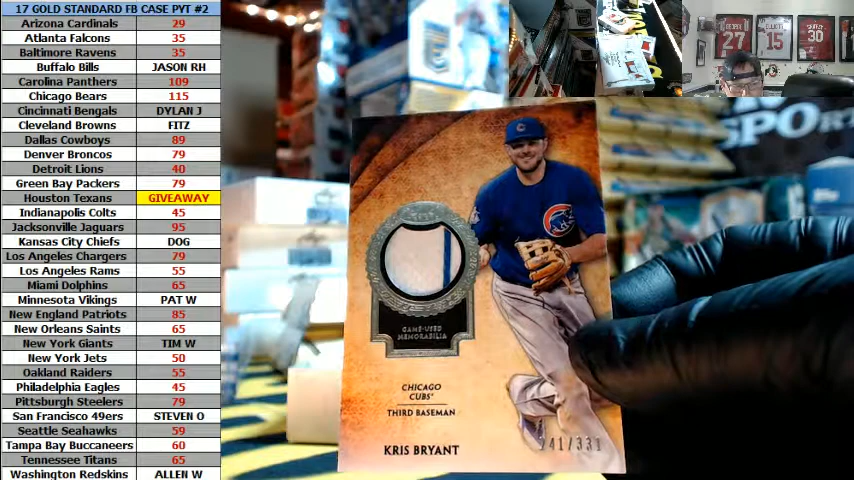 17 GOLD STANDARD FB CASE PYT #2
Arizona Cardinals 29
Atlanta Falcons 35
Baltimore Ravens 35
Buffalo Bills JASON RH
Carolina Panthers 109
Chicago Bears 115
Cincinnati Bengals DYLAN J
Cleveland Browns FITZ
Dallas Cowboys 89
Denver Broncos 79
Detroit Lions 40
Green Bay Packers 79
Houston Texans GIVEAWAY
Indianapolis Colts 45
Jacksonville Jaguars 95
Kansas City Chiefs DOG
Los Angeles Chargers 79
Los Angeles Rams 55
Miami Dolphins 65
Minnesota Vikings PAT W
New England Patriots 85
New Orleans Saints 65
New York Giants TIM W
New York Jets 50
Oakland Raiders 55
Philadelphia Eagles 45
Pittsburgh Steelers 79
San Francisco 49ers STEVEN O
Seattle Seahawks 59
Tampa Bay Buccaneers 60
Tennessee Titans 65
Washington Redskins ALLEN W
GAME-USED
MEMORABILIA
CHICAGO
CUBS
THIRD BASEMAN
KRIS BRYANT
241/331
27
15
30
SPORT
topps